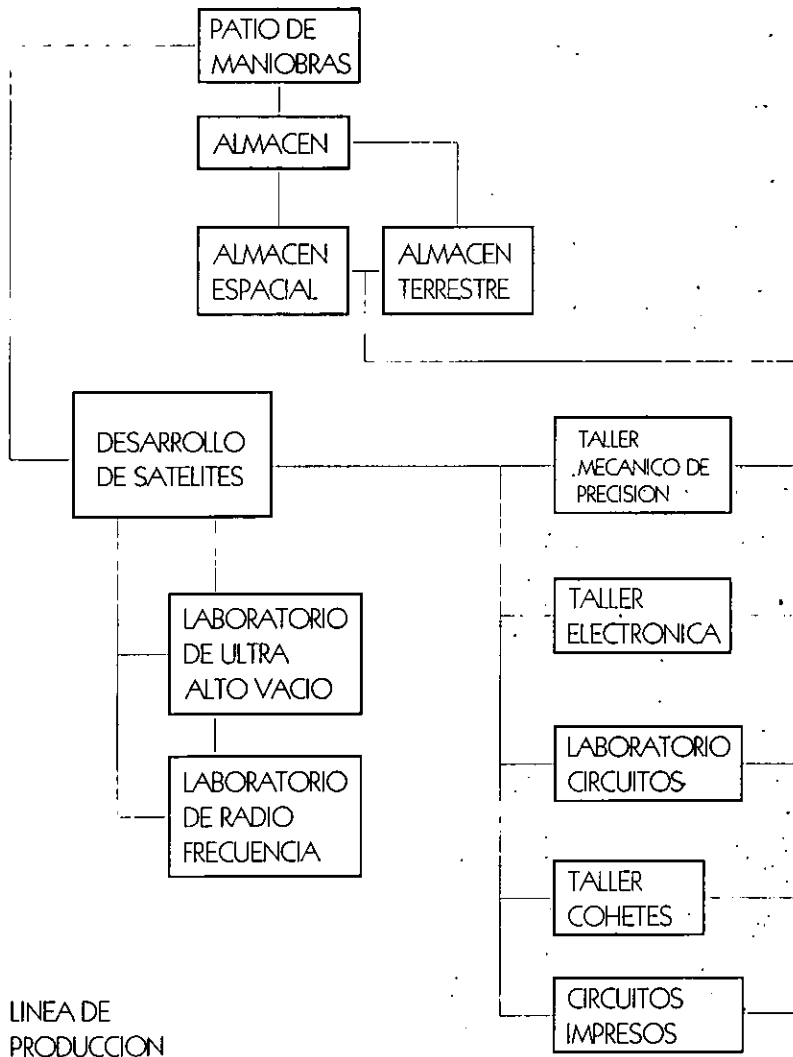 PATIO DE
MANIOBRAS
ALMACEN
ALMACEN
ESPACIAL
ALMACEN
TERRESTRE
DESARROLLO
DE SATELITES
TALLER
MECANICO DE
PRECISION
LABORATORIO
DE ULTRA
ALTO VACIO
TALLER
ELECTRONICA
LABORATORIO
DE RADIO
FRECUENCIA
LABORATORIO
CIRCUITOS
TALLER
COHETES
CIRCUITOS
IMPRESOS
LINEA DE
PRODUCCION